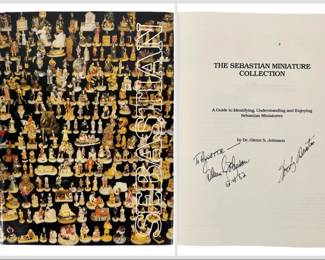 SEBASTIAN
THE SEBASTIAN MINIATURE
COLLECTION
A Guide to Identifying, Understanding and Enjoying
Sebastian Miniatures
by Dr. Glenn S. Johnson